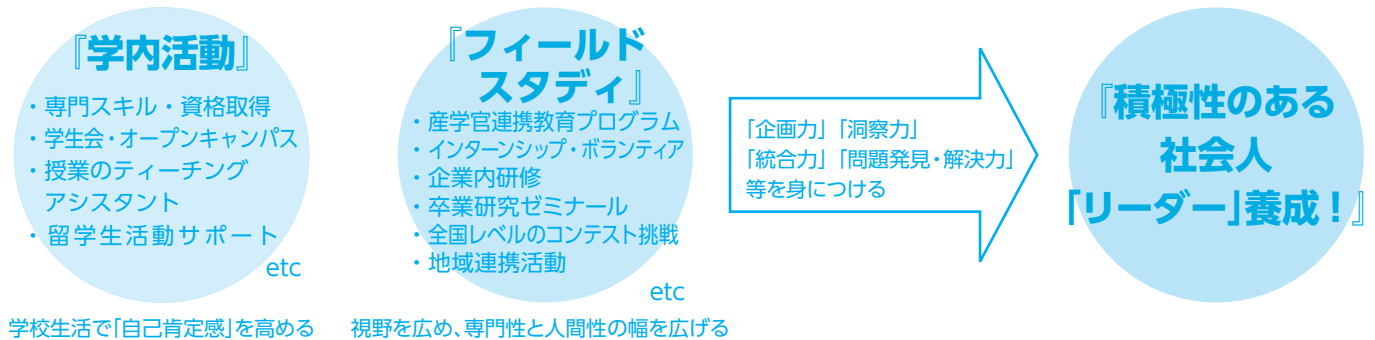 『学内活動』
・専門スキル・資格取得
・学生会・オープンキャンパス
・授業のティーチング
アシスタント
・留学生活動サポート
etc
学校生活で「自己肯定感」を高める
『フィールド
スタディ』
・産学官連携教育プログラム
・インターンシップ・ボランティア
・企業内研修
・卒業研究ゼミナール
・全国レベルのコンテスト挑戦
・地域連携活動
etc
視野を広め、専門性と人間性の幅を広げる
「企画力」「洞察力」
「統合力」「問題発見・解決力」
等を身につける
『積極性のある
社会人
「リーダー」養成！』